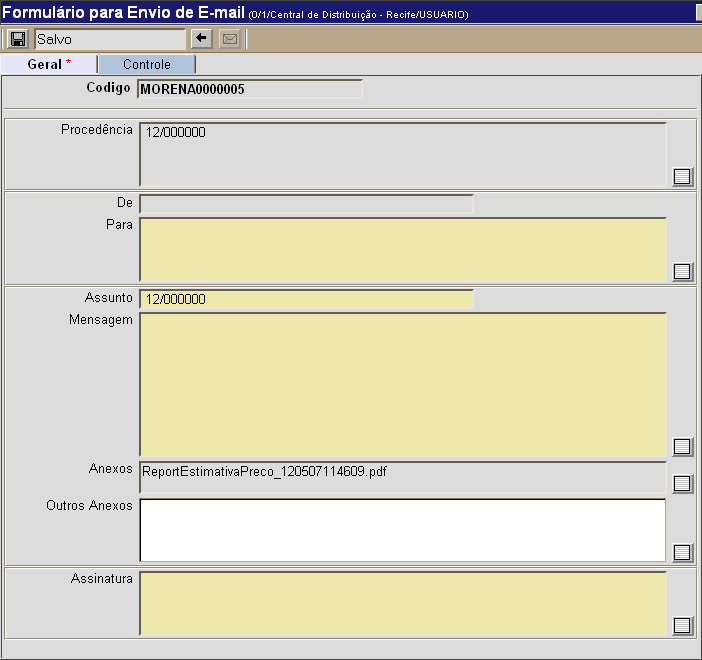 Formulário para Envio de E-mail (0/1/Central de Distribuição - Recife/USUARIO)
Salvo
Geral * Controle
Codigo MORENA0000005
Procedência 12/000000
De
Para
Assunto 12/000000
Mensagem
Anexos ReportEstimativaPreco_120507114609.pdf
Outros Anexos
Assinatura